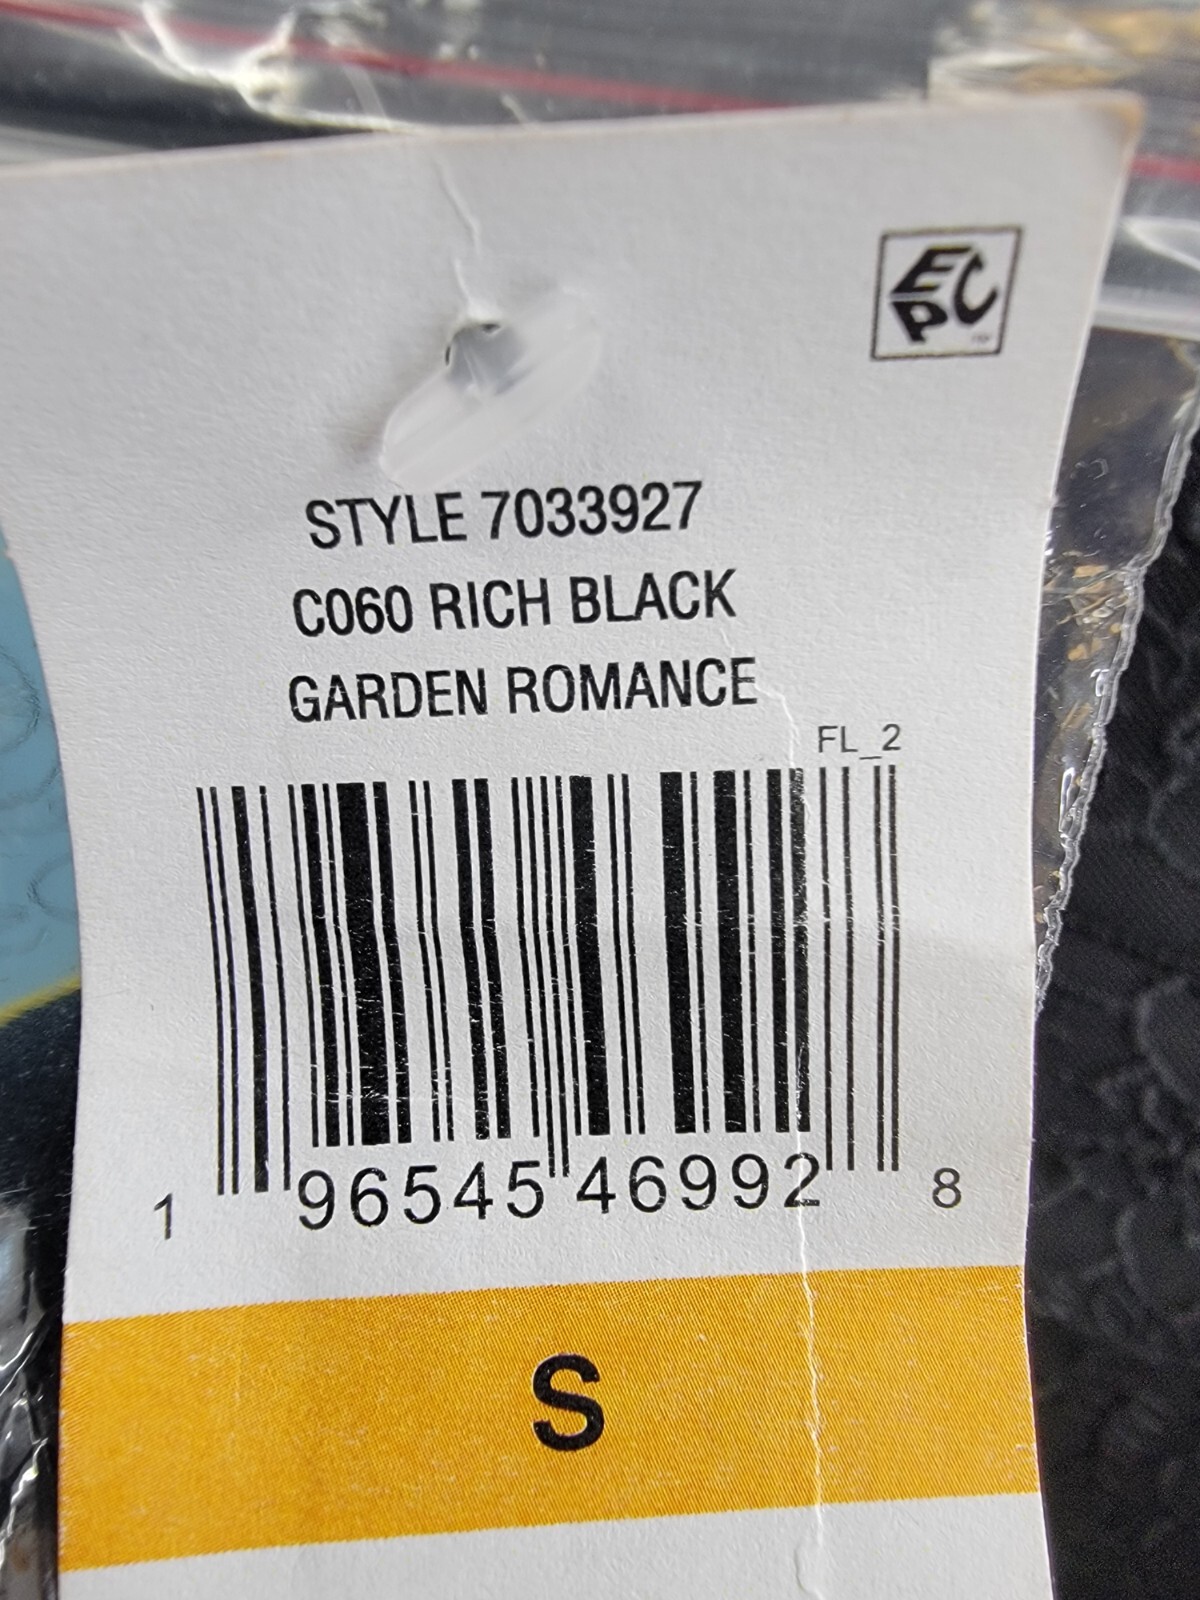 EPC
STYLE 7033927
C060 RICH BLACK
GARDEN ROMANCE
FL_2
1 96545 46992 8
S